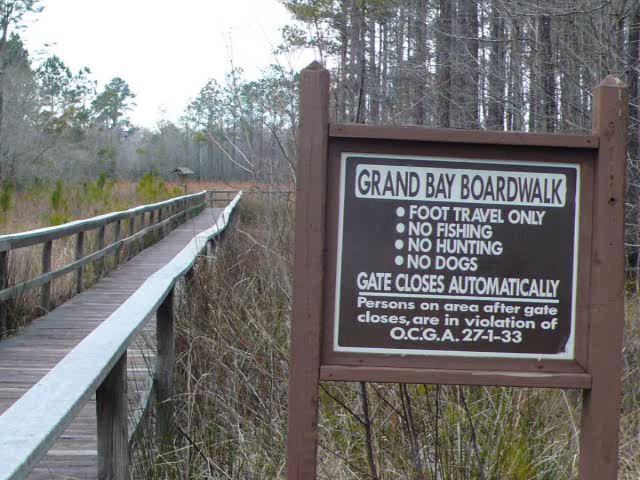 GRAND BAY BOARDWALK
• FOOT TRAVEL ONLY
• NO FISHING
• NO HUNTING
• NO DOGS
GATE CLOSES AUTOMATICALLY
Persons on area after gate
closes, are in violation of
O.C.G.A. 27-1-33